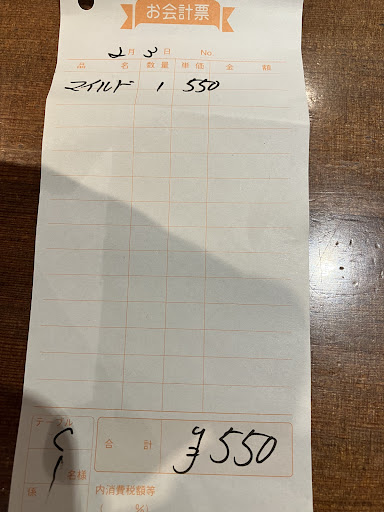 お会計票
2月3日 No.
品名 数量 単価 金額
マイルド 1 550
テーブル
合計 ¥550
1名様
係
内消費税額等
( %)